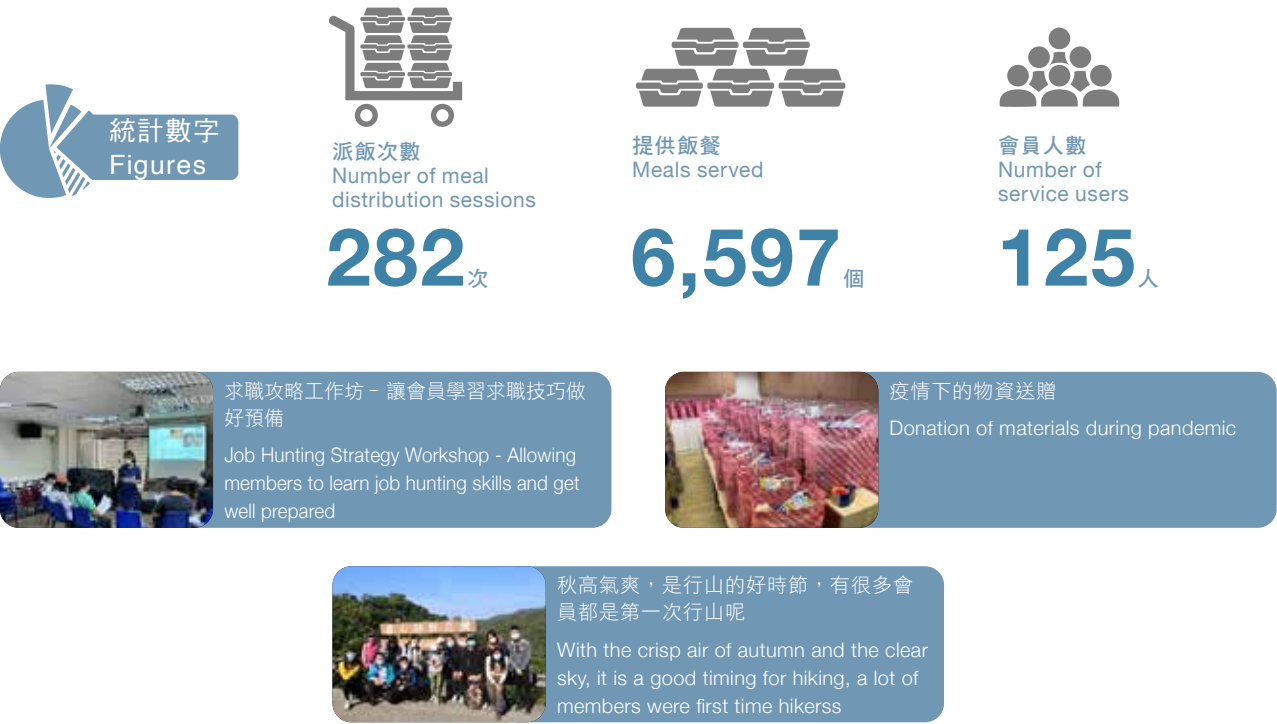 統計數字
Figures
派飯次數
Number of meal
distribution sessions
282次
提供飯餐
Meals served
6,597個
會員人數
Number of
service users
125人
求職攻略工作坊 – 讓會員學習求職技巧做
好預備
Job Hunting Strategy Workshop - Allowing
members to learn job hunting skills and get
well prepared
疫情下的物資送贈
Donation of materials during pandemic
秋高氣爽，是行山的好時節，有很多會
員都是第一次行山呢
With the crisp air of autumn and the clear
sky, it is a good timing for hiking, a lot of
members were first time hikerss